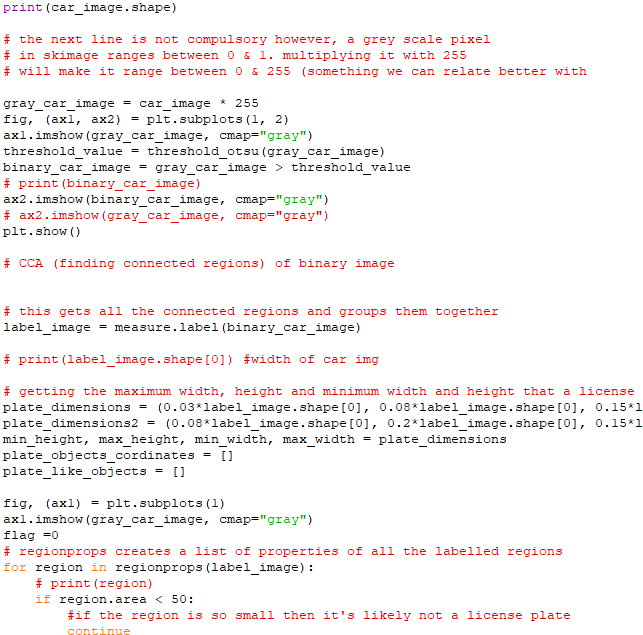 print(car_image.shape)
# the next line is not compulsory however, a grey scale pixel
# in skimage ranges between 0 & 1. multiplying it with 255
# will make it range between 0 & 255 (something we can relate better with
gray_car_image = car_image * 255
fig, (ax1, ax2) = plt.subplots(1, 2)
ax1.imshow(gray_car_image, cmap="gray")
threshold_value = threshold_otsu(gray_car_image)
binary_car_image = gray_car_image > threshold_value
# print(binary_car_image)
ax2.imshow(binary_car_image, cmap="gray")
# ax2.imshow(gray_car_image, cmap="gray")
plt.show()
# CCA (finding connected regions) of binary image
# this gets all the connected regions and groups them together
label_image = measure.label(binary_car_image)
# print(label_image.shape[0]) #width of car img
# getting the maximum width, height and minimum width and height that a license
plate_dimensions = (0.03*label_image.shape[0], 0.08*label_image.shape[0], 0.15*l
plate_dimensions2 = (0.08*label_image.shape[0], 0.2*label_image.shape[0], 0.15*l
min_height, max_height, min_width, max_width = plate_dimensions
plate_objects_cordinates = []
plate_like_objects = []
fig, (ax1) = plt.subplots(1)
ax1.imshow(gray_car_image, cmap="gray")
flag =0
# regionprops creates a list of properties of all the labelled regions
for region in regionprops(label_image):
    # print(region)
    if region.area < 50:
        #if the region is so small then it's likely not a license plate
        continue